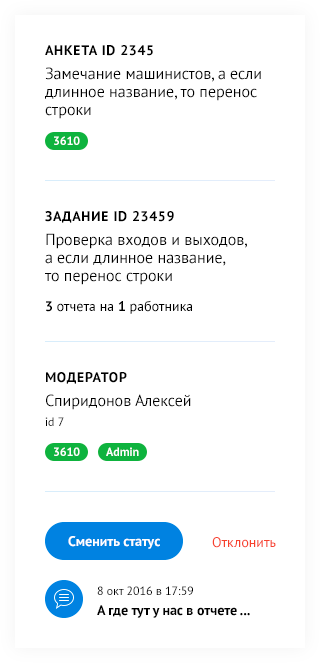 АНКЕТА ID 2345
Замечание машинистов, а если
длинное название, то перенос
строки
3610
ЗАДАНИЕ ID 23459
Проверка входов и выходов,
а если длинное название,
то перенос строки
3 отчета на 1 работника
МОДЕРАТОР
Спиридонов Алексей
id 7
3610 Admin
Сменить статус Отклонить
8 окт 2016 в 17:59
А где тут у нас в отчете ...